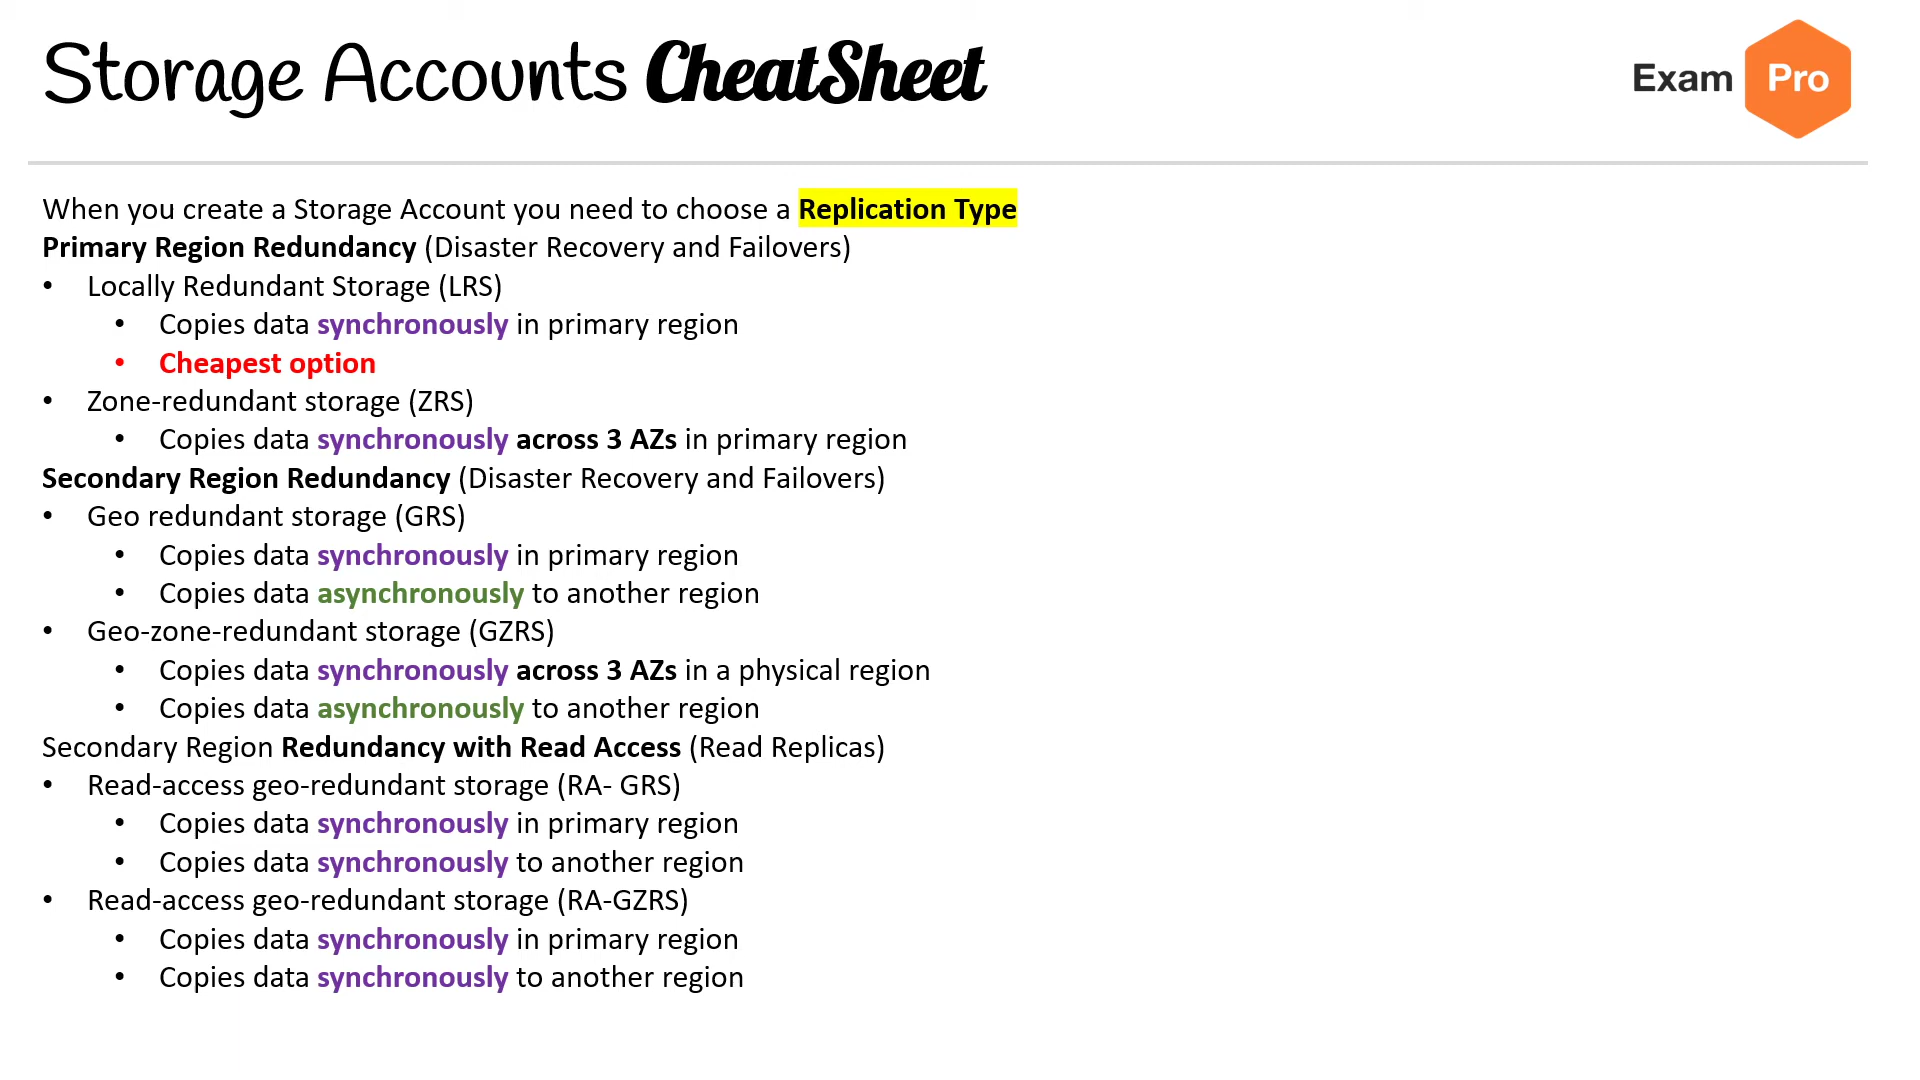 Storage Accounts CheatSheet
Exam Pro
When you create a Storage Account you need to choose a Replication Type
Primary Region Redundancy (Disaster Recovery and Failovers)
• Locally Redundant Storage (LRS)
• Copies data synchronously in primary region
• Cheapest option
• Zone-redundant storage (ZRS)
• Copies data synchronously across 3 AZs in primary region
Secondary Region Redundancy (Disaster Recovery and Failovers)
• Geo redundant storage (GRS)
• Copies data synchronously in primary region
• Copies data asynchronously to another region
• Geo-zone-redundant storage (GZRS)
• Copies data synchronously across 3 AZs in a physical region
• Copies data asynchronously to another region
Secondary Region Redundancy with Read Access (Read Replicas)
• Read-access geo-redundant storage (RA- GRS)
• Copies data synchronously in primary region
• Copies data synchronously to another region
• Read-access geo-redundant storage (RA-GZRS)
• Copies data synchronously in primary region
• Copies data synchronously to another region